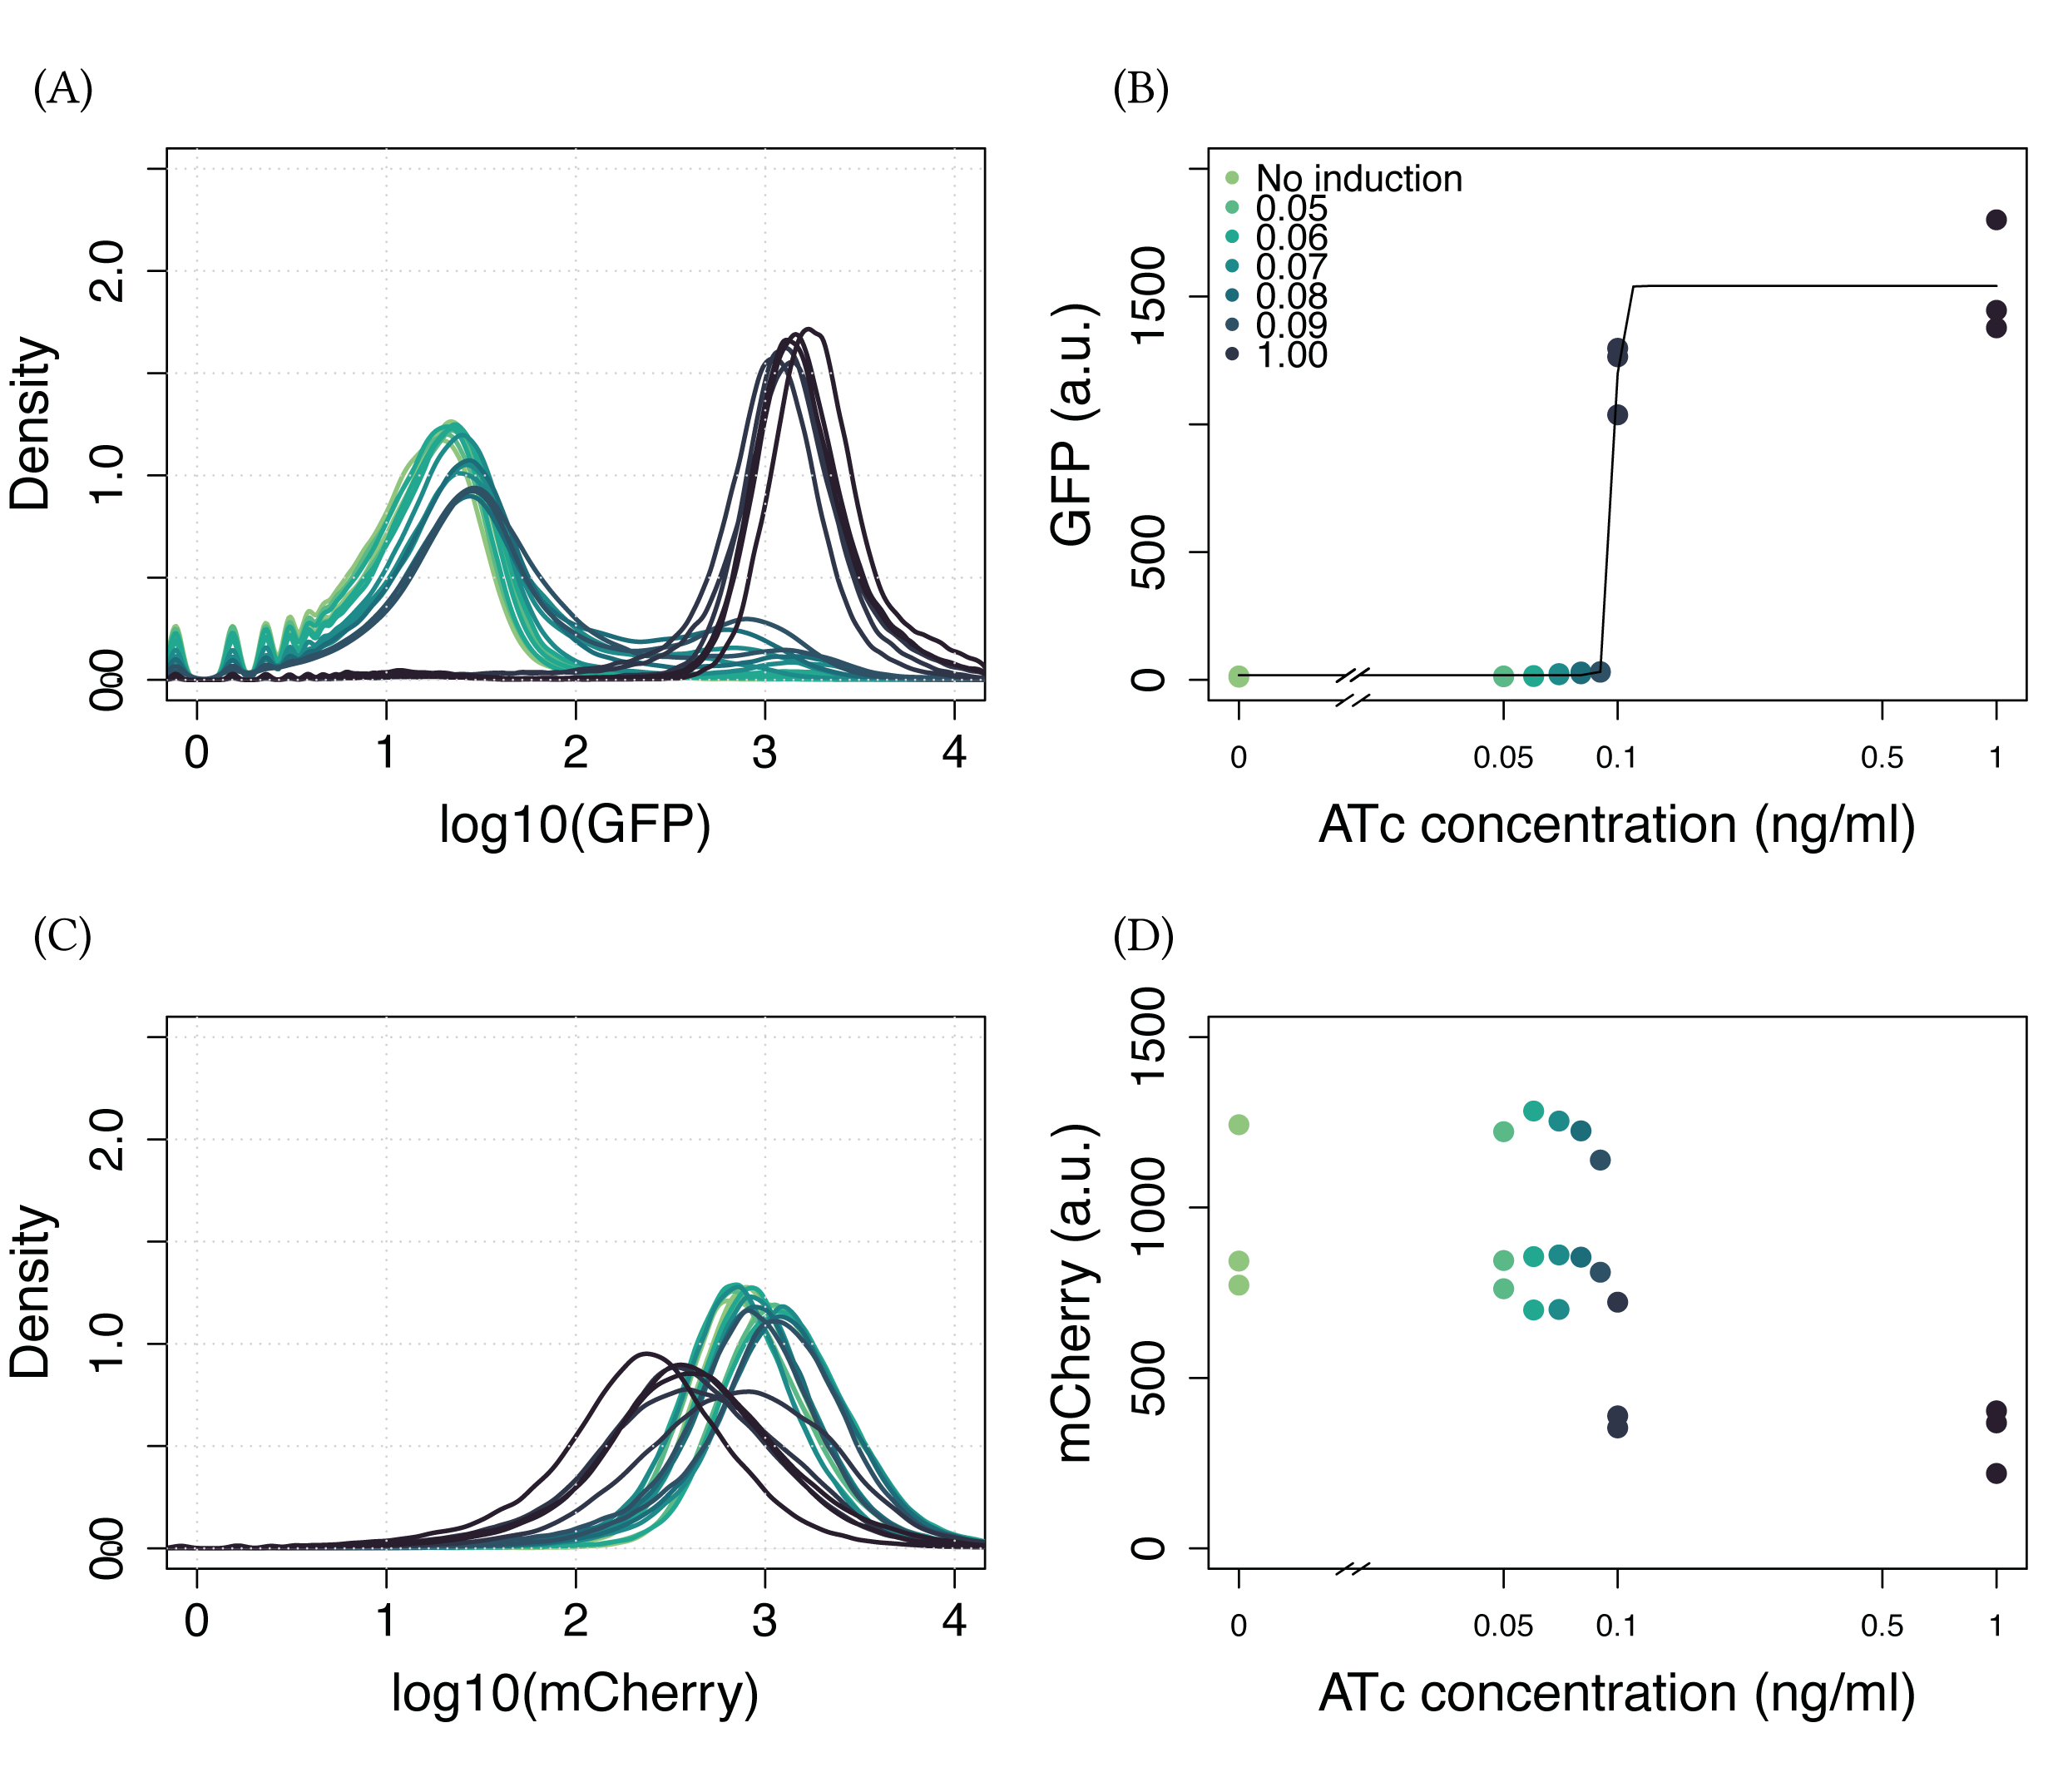 (A)
Density
0.0
0
1.0
2.0
0 1 2 3 4
log10(GFP)
(B)
GFP (a.u.)
0
500
1500
No induction
0.05
0.06
0.07
0.08
0.09
1.00
0 0.05 0.1 0.5 1
ATc concentration (ng/ml)
(C)
Density
0.0
0
1.0
2.0
0 1 2 3 4
log10(mCherry)
(D)
mCherry (a.u.)
0
500
1000
1500
0 0.05 0.1 0.5 1
ATc concentration (ng/ml)